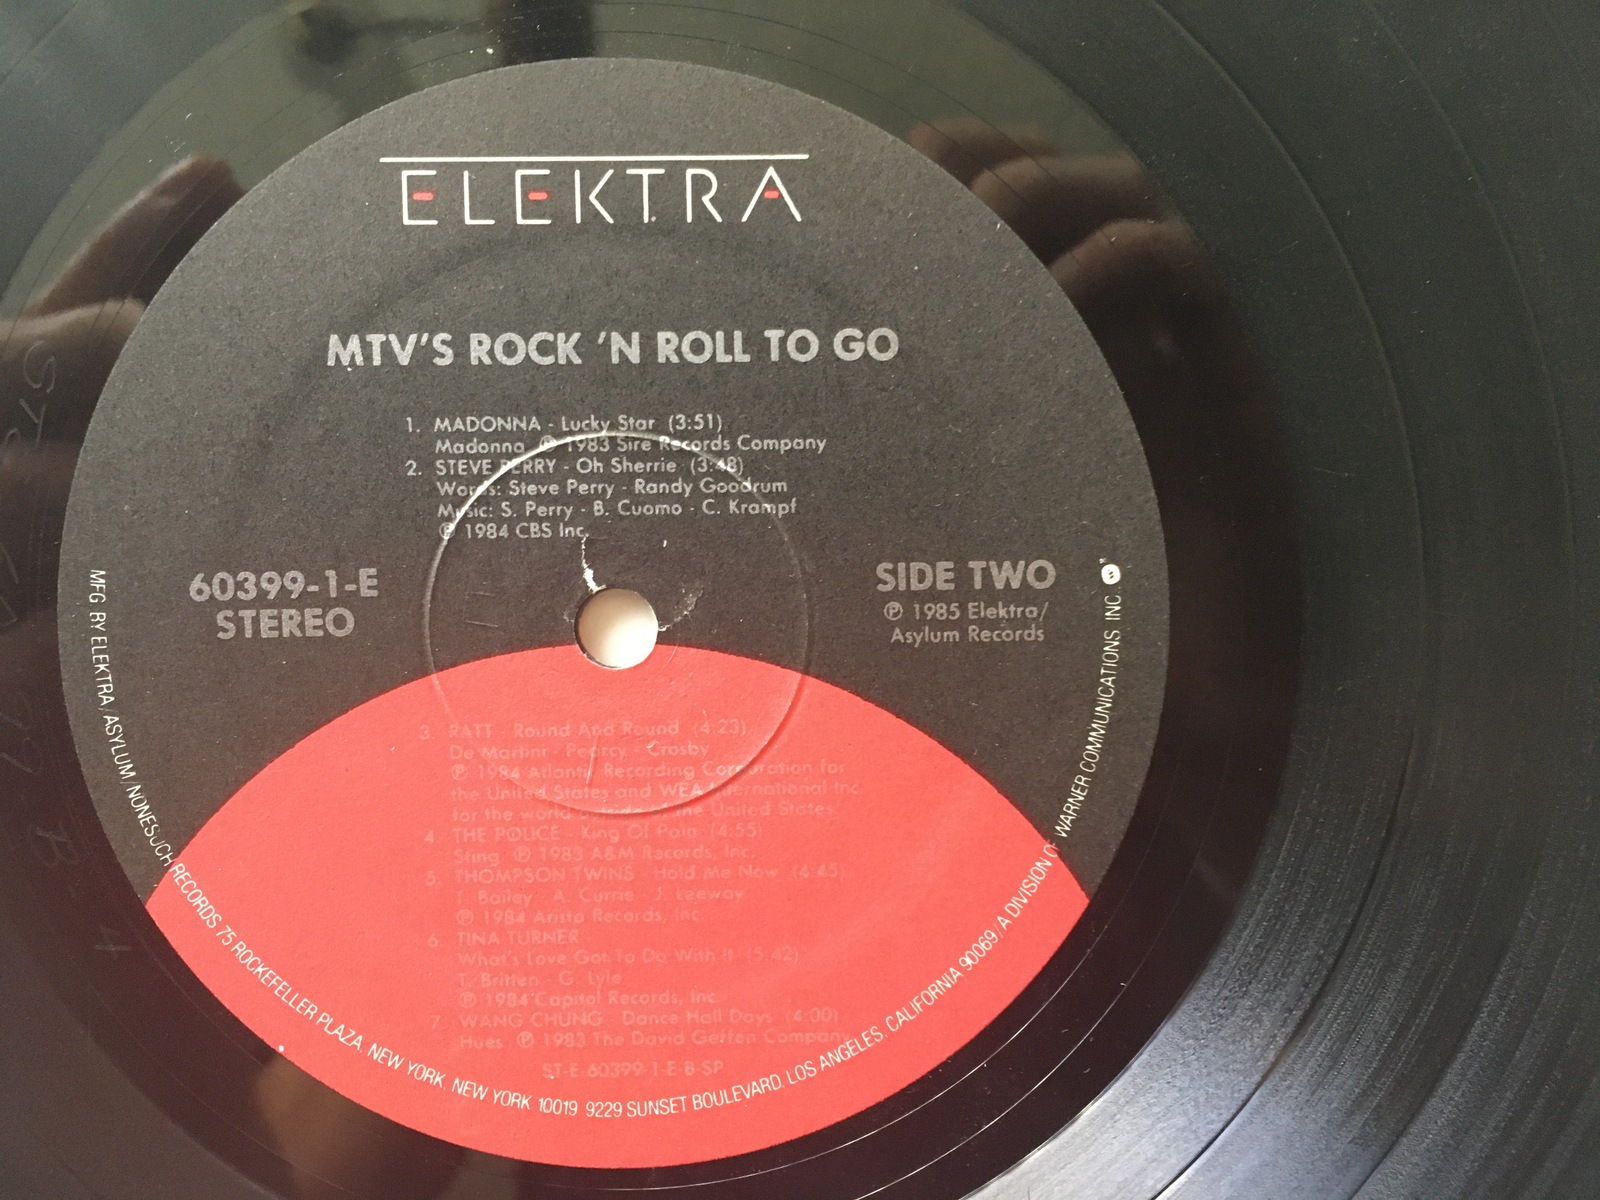 ELEKTRA
MTV'S ROCK 'N ROLL TO GO
1. MADONNA - Lucky Star (3:51)
Madonna ℗ 1983 Sire Records Company
2. STEVE PERRY - Oh Sherrie (3:48)
Words: Steve Perry - Randy Goodrum
Music: S. Perry - B. Cuomo - C. Krampf
℗ 1984 CBS Inc.
60399-1-E
STEREO
SIDE TWO
℗ 1985 Elektra/
Asylum Records
3. RATT - Round And Round (4:23)
De Martini - Pearcy - Crosby
℗ 1984 Atlantic Recording Corporation for
the United States and WEA International Inc.
for the world outside of the United States
4. THE POLICE - King Of Pain (4:55)
Sting ℗ 1983 A&M Records, Inc.
5. THOMPSON TWINS - Hold Me Now (4:45)
T. Bailey - A. Currie - J. Leeway
℗ 1984 Arista Records, Inc.
6. TINA TURNER
What's Love Got To Do With It (5:42)
T. Britten - G. Lyle
℗ 1984 Capitol Records, Inc.
7. WANG CHUNG - Dance Hall Days (4:00)
Hues ℗ 1983 The David Geffen Company
ST-E-60399-1-E-B-SP
MFG BY ELEKTRA/ASYLUM/NONESUCH RECORDS 75 ROCKEFELLER PLAZA, NEW YORK, NEW YORK 10019 9229 SUNSET BOULEVARD, LOS ANGELES, CALIFORNIA 90069/A DIVISION OF WARNER COMMUNICATIONS INC.